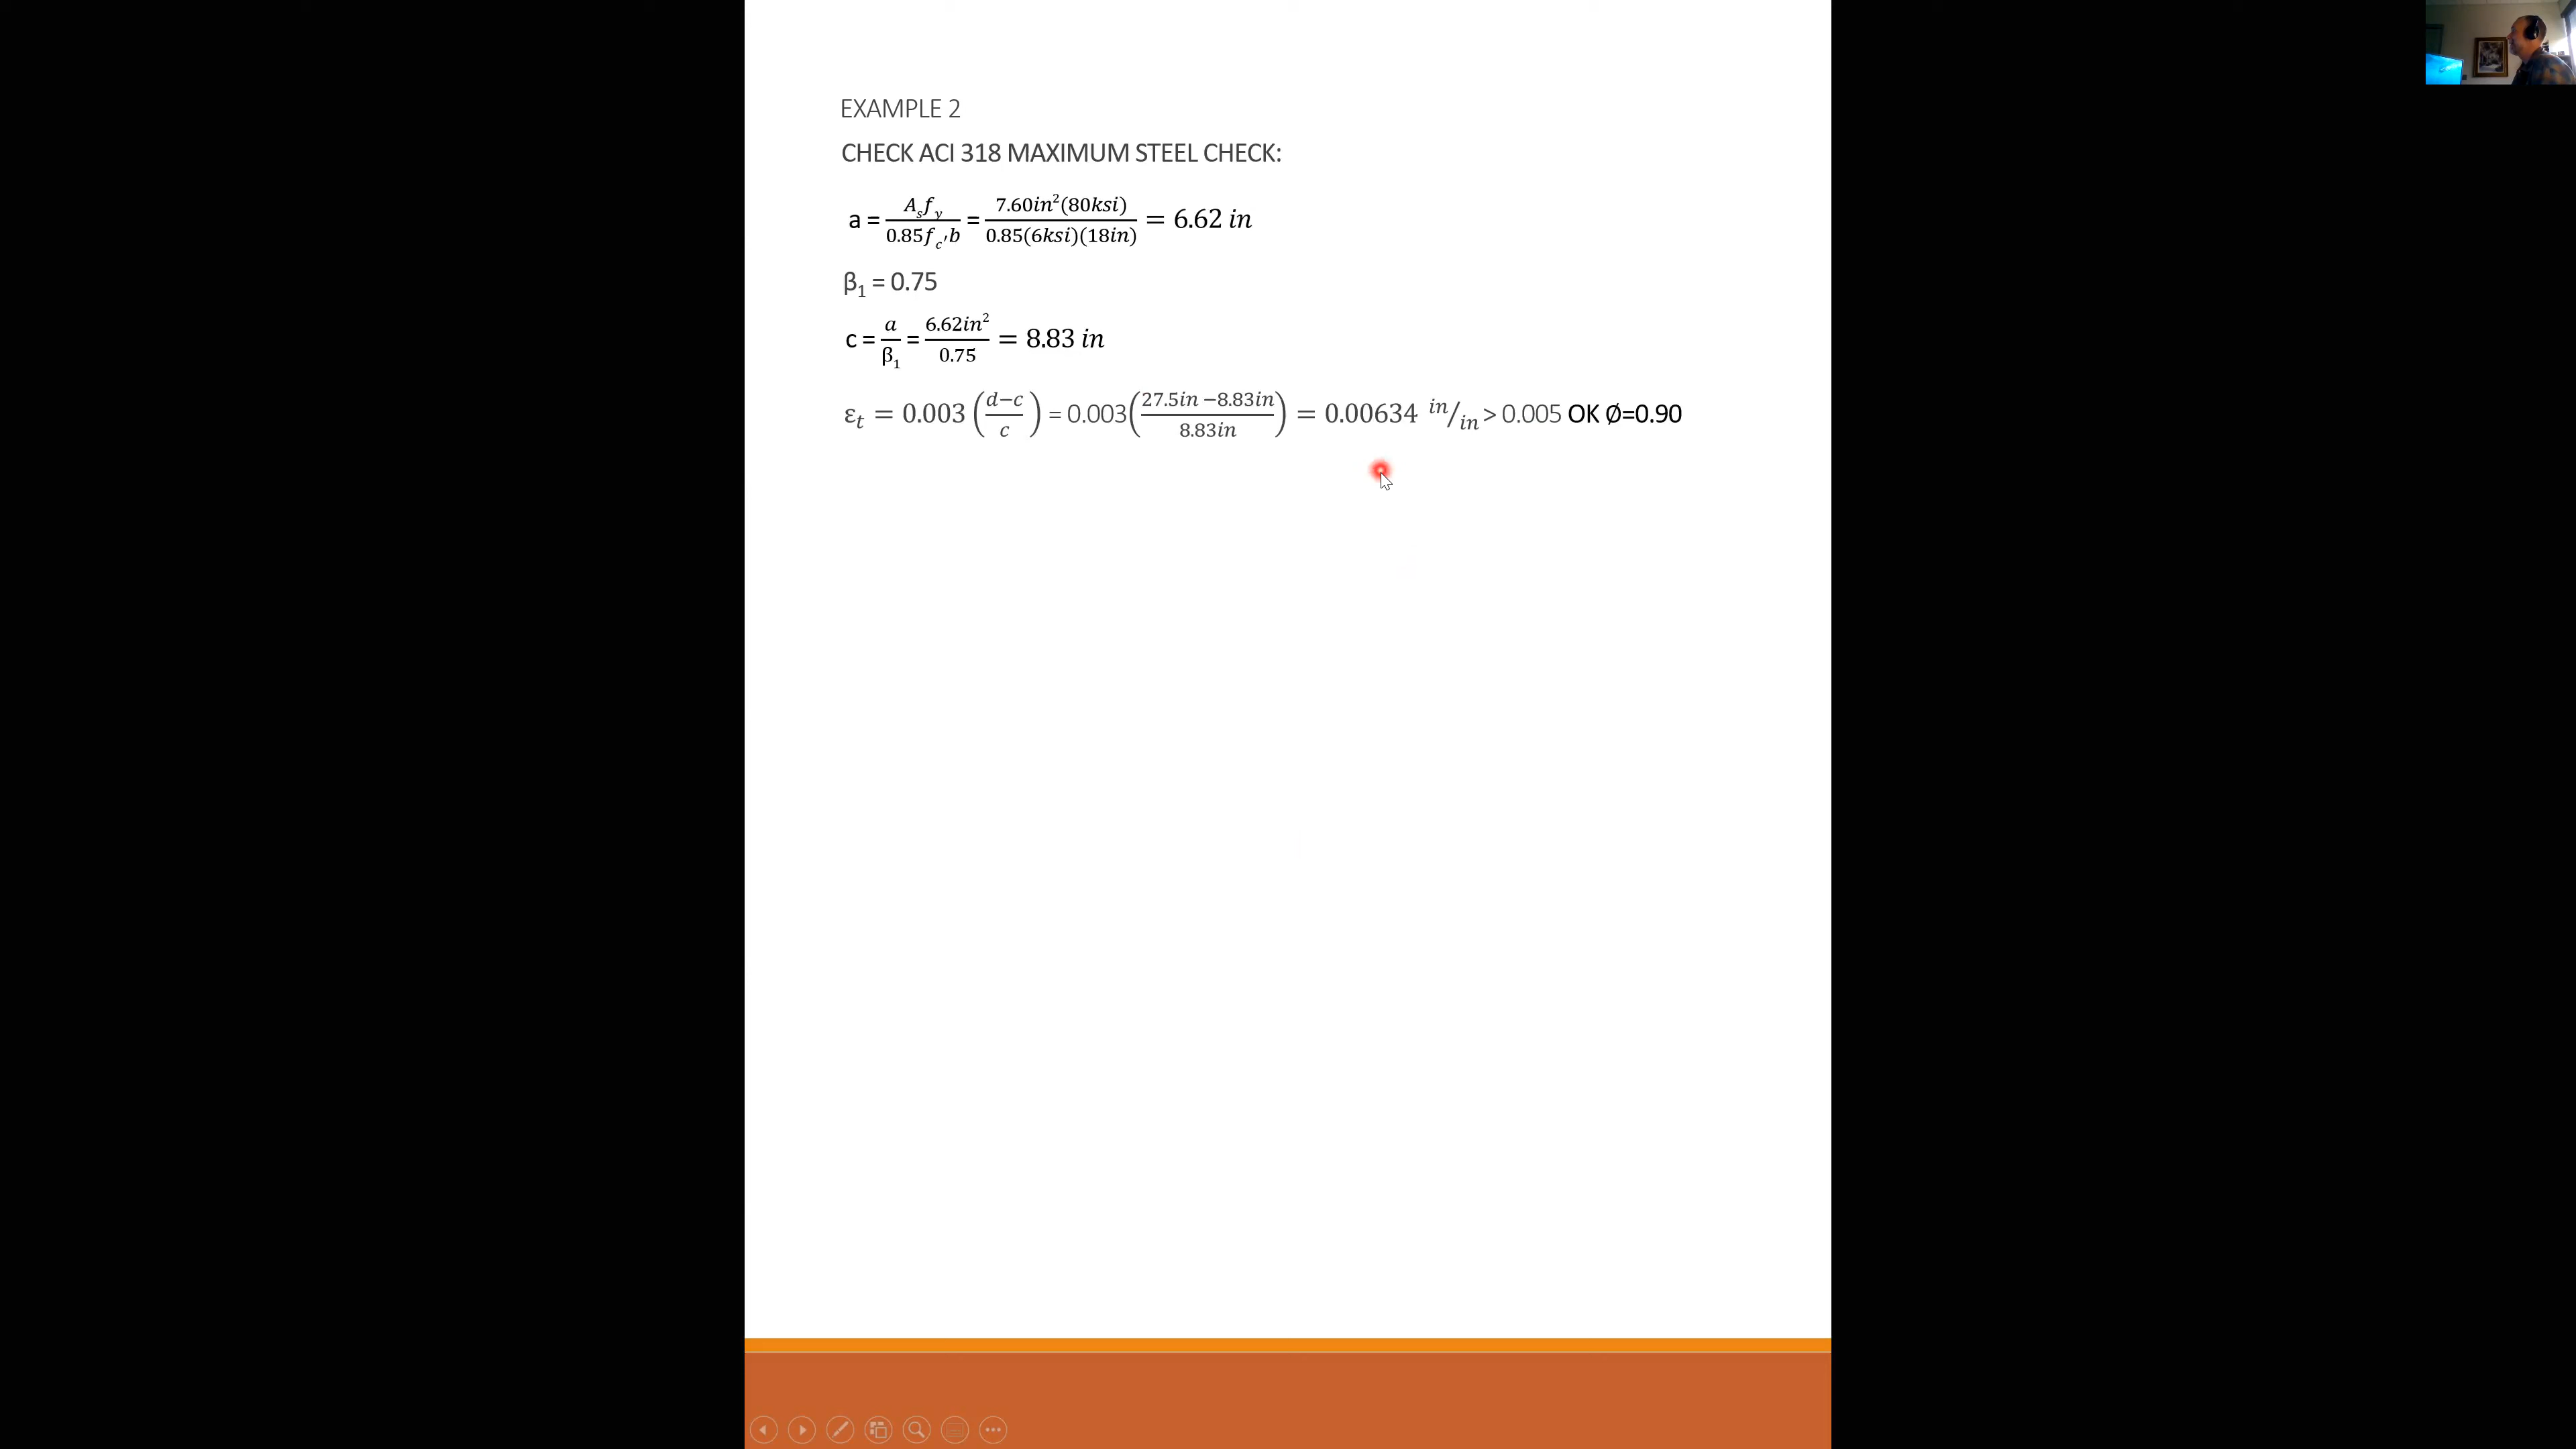 EXAMPLE 2
CHECK ACI 318 MAXIMUM STEEL CHECK:
a = A_s f_y / 0.85f_c'b = 7.60in²(80ksi) / 0.85(6ksi)(18in) = 6.62 in
β₁ = 0.75
c = a / β₁ = 6.62in² / 0.75 = 8.83 in
ε_t = 0.003 (d−c / c) = 0.003(27.5in −8.83in / 8.83in) = 0.00634 in/in > 0.005 OK Ø=0.90